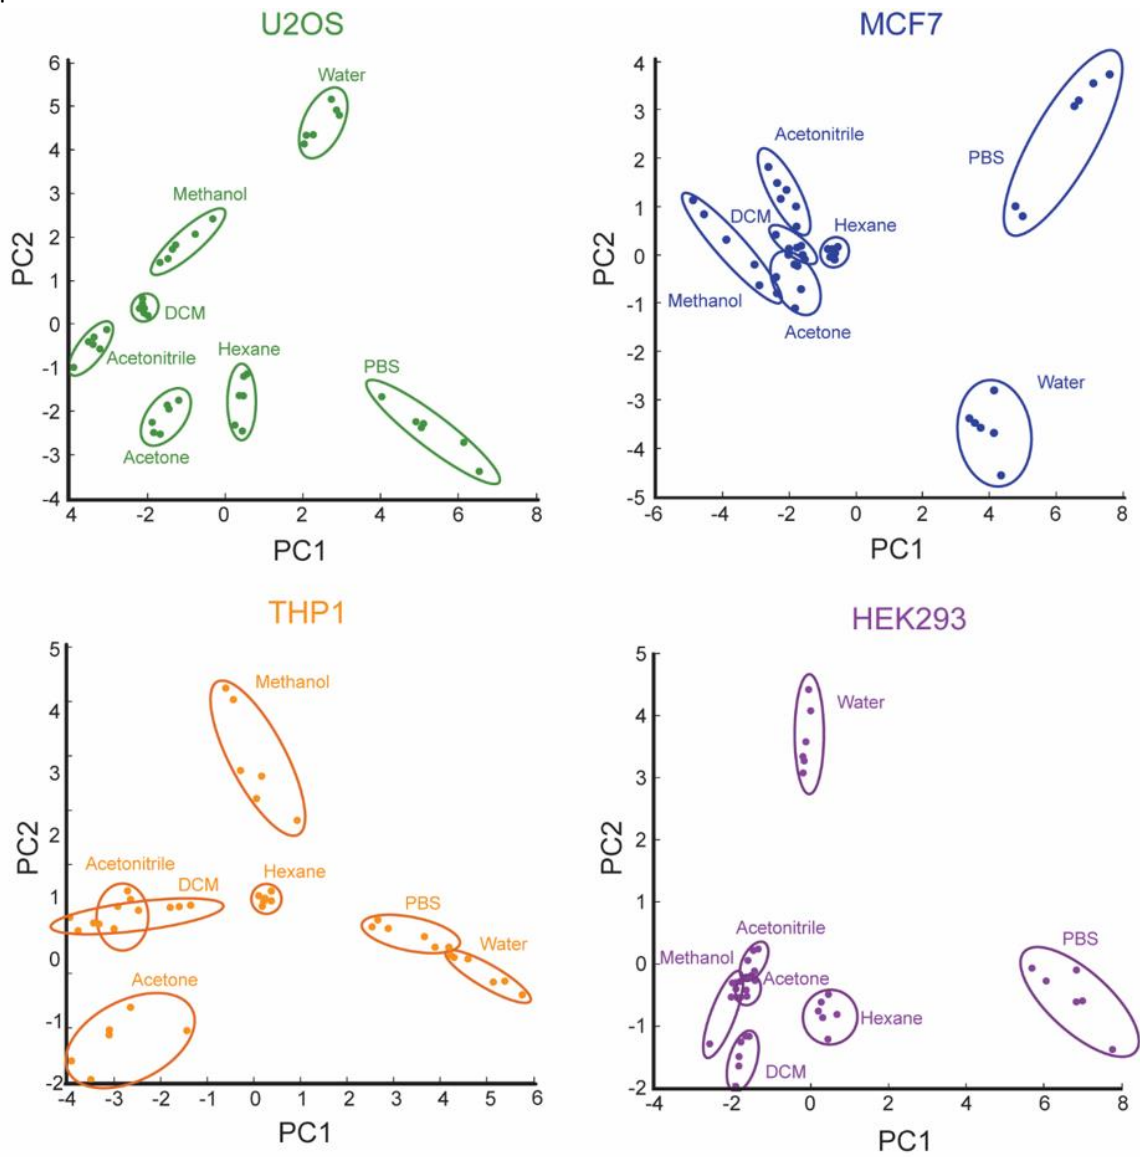 U2OS
6
5
4
3
2
1
0
-1
-2
-3
-4
PC2
Water
Methanol
DCM
Acetonitrile
Hexane
PBS
Acetone
4 -2 0 2 4 6 8
PC1
MCF7
4
3
2
1
0
-1
-2
-3
-4
-5
PC2
Acetonitrile
PBS
DCM
Hexane
Methanol
Acetone
Water
-6 -4 -2 0 2 4 6 8
PC1
THP1
5
4
3
2
1
0
-1
-2
PC2
Methanol
Acetonitrile
DCM
Hexane
PBS
Water
Acetone
-4 -3 -2 -1 0 1 2 3 4 5 6
PC1
HEK293
5
4
3
2
1
0
-1
-2
PC2
Water
Acetonitrile
Methanol
Acetone
PBS
Hexane
DCM
-4 -2 0 2 4 6 8
PC1